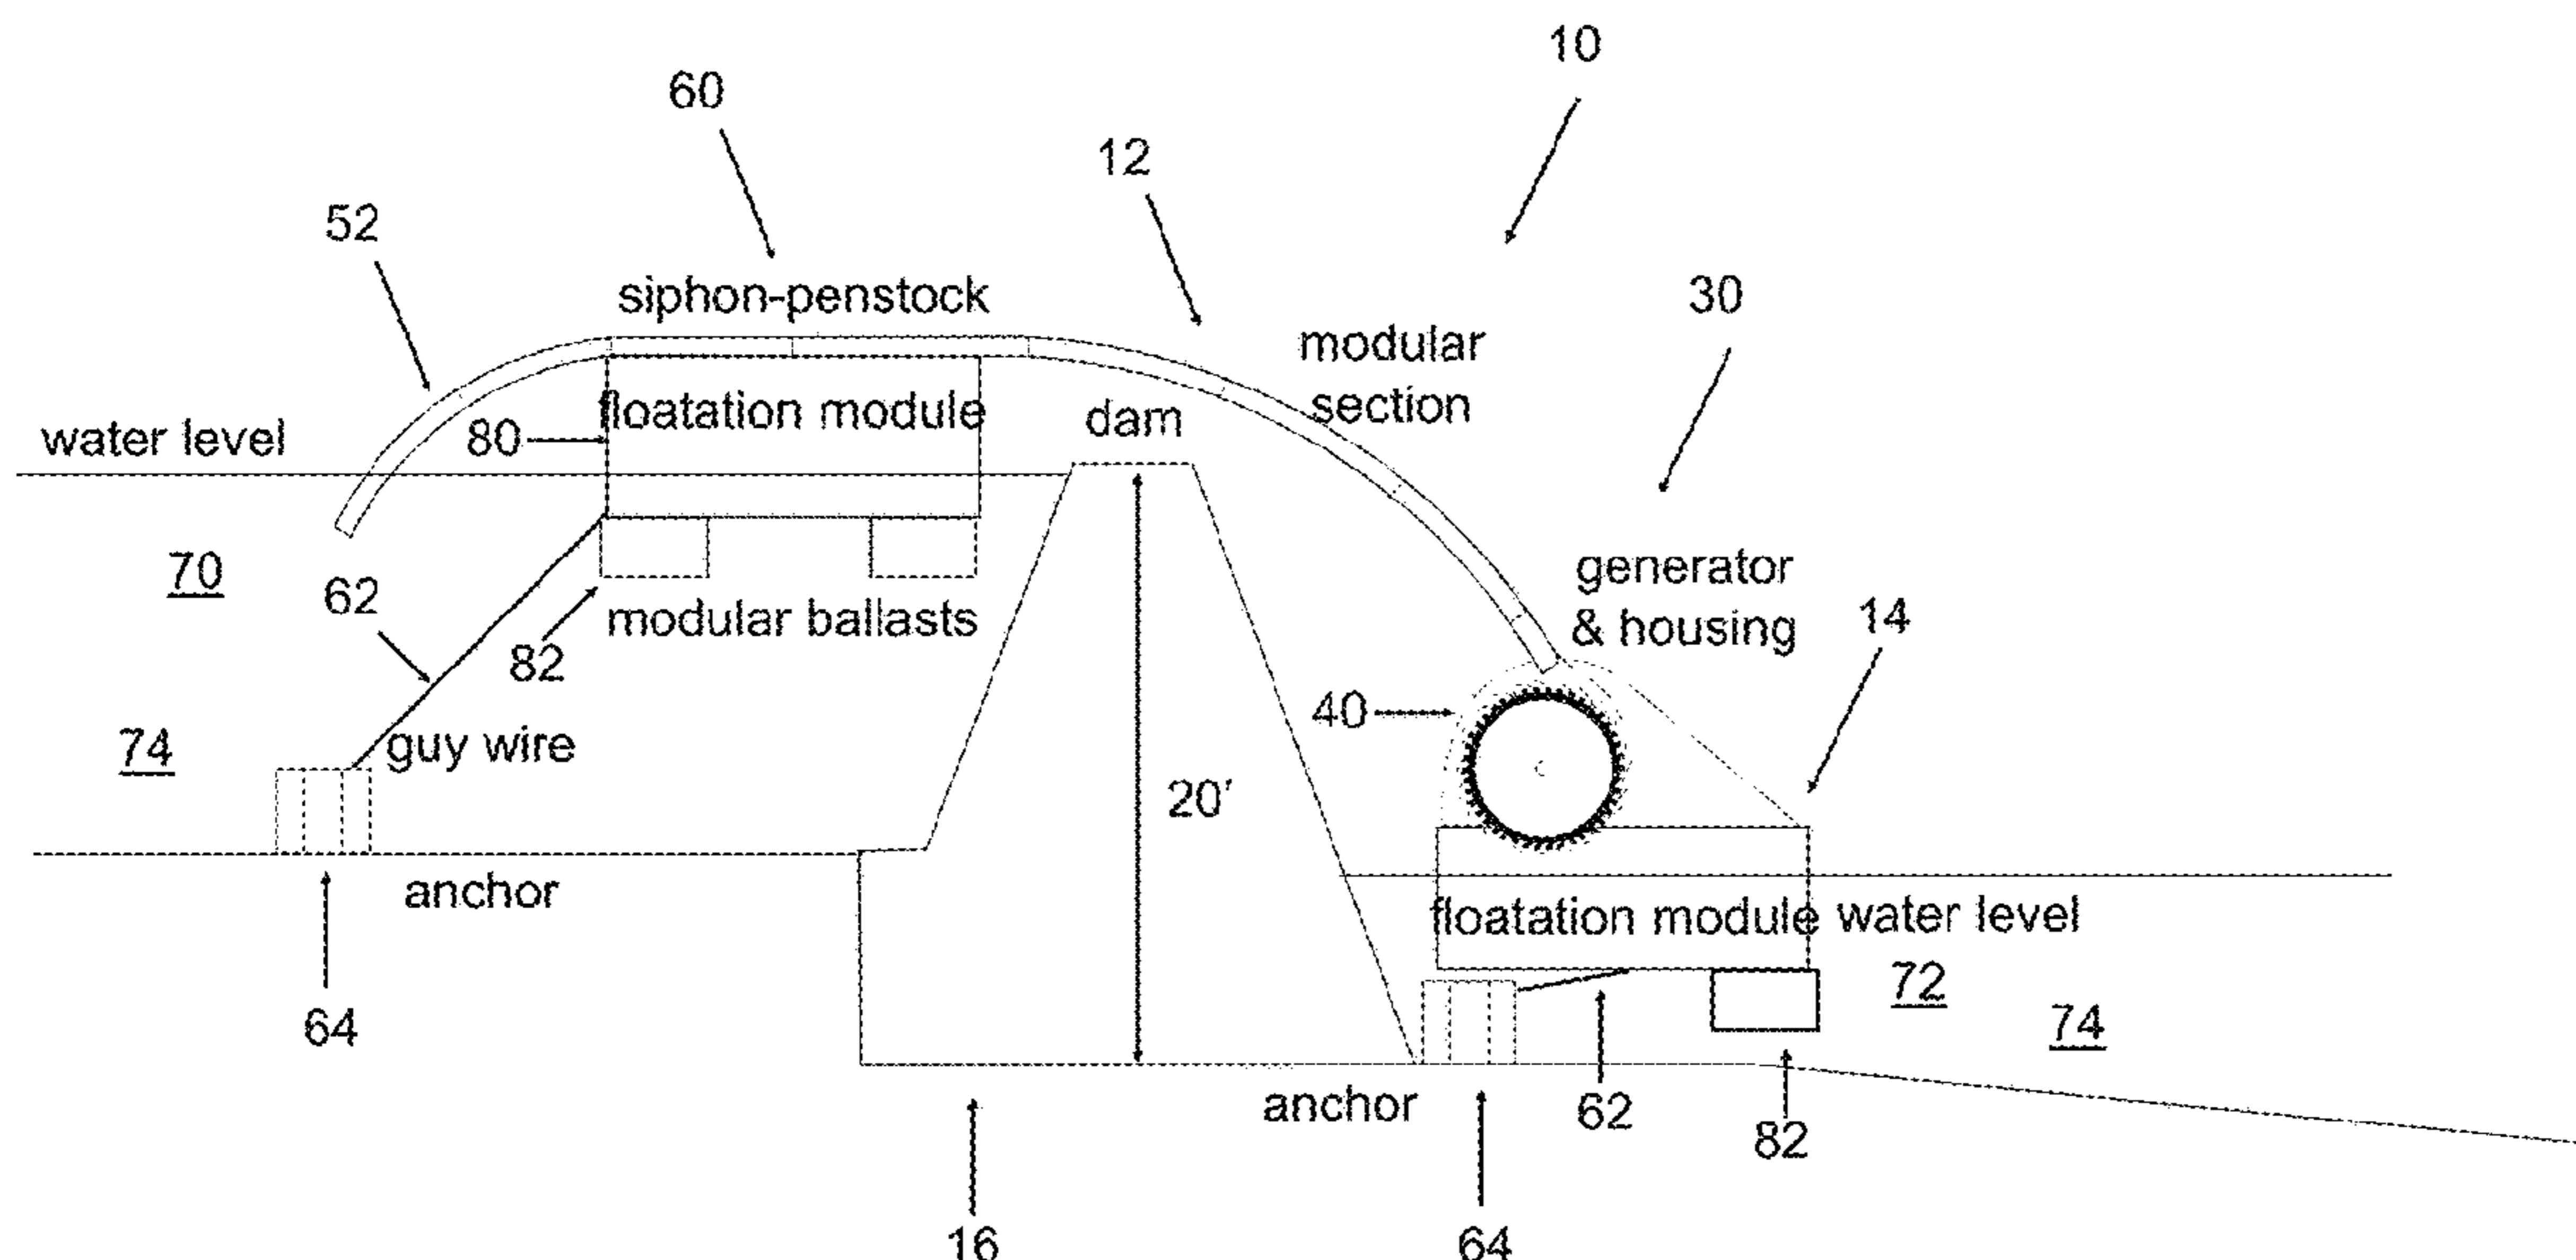 10
60
12
52
30
siphon-penstock
modular
section
floatation module
dam
water level
80
70
generator
& housing
62
modular ballasts
14
82
40
74
guy wire
20'
anchor
floatation module
water level
72
64
74
anchor
62
82
16
64